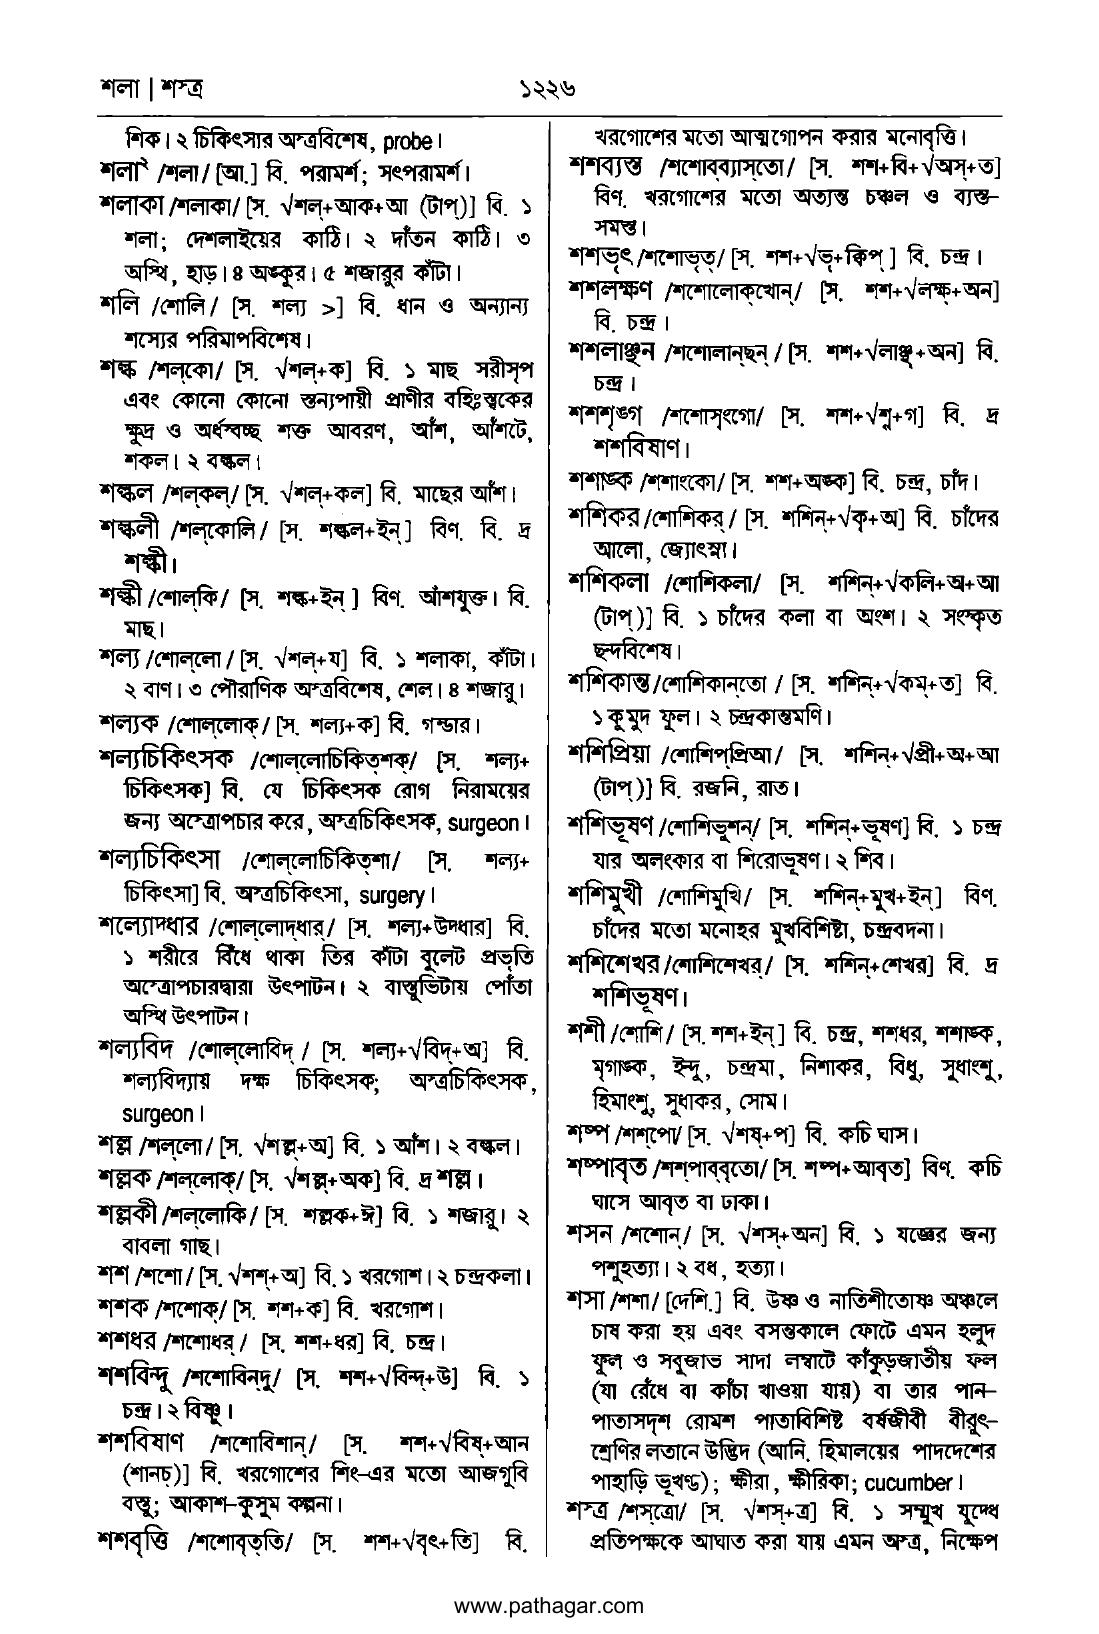 শলা | শস্ত্র
১২২৬
শিক। ২ চিকিৎসার অস্ত্রবিশেষ, probe।
শলা২ /শলা/ [আ.] বি. পরামর্শ; সৎপরামর্শ।
শলাকা /শলাকা/ [স. √শল্+আক+আ (টাপ্)] বি. ১
শলা; দেশলাইয়ের কাঠি। ২ দাঁতন কাঠি। ৩
অস্থি, হাড়। ৪ অঙ্কুর। ৫ শজারুর কাঁটা।
শলি /শোলি/ [স. শল্য >] বি. ধান ও অন্যান্য
শস্যের পরিমাপবিশেষ।
শল্ক /শল্‌কো/ [স. √শল্+ক] বি. ১ মাছ সরীসৃপ
এবং কোনো কোনো স্তন্যপায়ী প্রাণীর বহিঃত্বকের
ক্ষুদ্র ও অর্ধস্বচ্ছ শক্ত আবরণ, আঁশ, আঁশটে,
শকল। ২ বল্কল।
শল্কল /শল্‌কল্/ [স. √শল্+কল] বি. মাছের আঁশ।
শল্কলী /শল্‌কোলি/ [স. শল্কল+ইন্] বিণ. বি. দ্র
শল্কী।
শল্কী /শোল্‌কি/ [স. শল্ক+ইন্] বিণ. আঁশযুক্ত। বি.
মাছ।
শল্য /শোল্‌লো/ [স. √শল্+য] বি. ১ শলাকা, কাঁটা।
২ বাণ। ৩ পৌরাণিক অস্ত্রবিশেষ, শেল। ৪ শজারু।
শল্যক /শোল্‌লোক্/ [স. শল্য+ক] বি. গন্ডার।
শল্যচিকিৎসক /শোল্‌লোচিকিত্‌শক্/ [স. শল্য+
চিকিৎসক] বি. যে চিকিৎসক রোগ নিরাময়ের
জন্য অস্ত্রোপচার করে, অস্ত্রচিকিৎসক, surgeon।
শল্যচিকিৎসা /শোল্‌লোচিকিত্‌শা/ [স. শল্য+
চিকিৎসা] বি. অস্ত্রচিকিৎসা, surgery।
শল্যোদ্ধার /শোল্‌লোদ্‌ধার্/ [স. শল্য+উদ্ধার] বি.
১ শরীরে বিঁধে থাকা তির কাঁটা বুলেট প্রভৃতি
অস্ত্রোপচারদ্বারা উৎপাটন। ২ বাস্তুভিটায় পোঁতা
অস্থি উৎপাটন।
শল্যবিদ /শোল্‌লোবিদ্/ [স. শল্য+√বিদ্+অ] বি.
শল্যবিদ্যায় দক্ষ চিকিৎসক; অস্ত্রচিকিৎসক,
surgeon।
শল্ল /শল্‌লো/ [স. √শল্ল+অ] বি. ১ আঁশ। ২ বল্কল।
শল্লক /শল্‌লোক্/ [স. √শল্ল+অক] বি. দ্র শল্ল।
শল্লকী /শল্‌লোকি/ [স. শল্লক+ঈ] বি. ১ শজারু। ২
বাবলা গাছ।
শশ /শশো/ [স. √শশ্+অ] বি. ১ খরগোশ। ২ চন্দ্রকলা।
শশক /শশোক্/ [স. শশ+ক] বি. খরগোশ।
শশধর /শশোধর্/ [স. শশ+ধর] বি. চন্দ্র।
শশবিন্দু /শশোবিন্‌দু/ [স. শশ+√বিন্দ্+উ] বি. ১
চন্দ্র। ২ বিষ্ণু।
শশবিষাণ /শশোবিশান্/ [স. শশ+√বিষ্+আন
(শানচ)] বি. খরগোশের শিং-এর মতো আজগুবি
বস্তু; আকাশ-কুসুম কল্পনা।
শশবৃত্তি /শশোবৃত্‌তি/ [স. শশ+√বৃৎ+তি] বি.
খরগোশের মতো আত্মগোপন করার মনোবৃত্তি।
শশব্যস্ত /শশোব্‌ব্যাস্‌তো/ [স. শশ+বি+√অস্+ত]
বিণ. খরগোশের মতো অত্যন্ত চঞ্চল ও ব্যস্ত-
সমস্ত।
শশভৃৎ /শশোভৃত্/ [স. শশ+√ভৃ+ক্বিপ্] বি. চন্দ্র।
শশলক্ষণ /শশোলোক্‌খোন্/ [স. শশ+√লক্ষ্+অন]
বি. চন্দ্র।
শশলাঞ্ছন /শশোলান্‌ছন্/ [স. শশ+√লাঞ্ছ্+অন] বি.
চন্দ্র।
শশশৃঙ্গ /শশোসৃংগো/ [স. শশ+√শৃ+গ] বি. দ্র
শশবিষাণ।
শশাঙ্ক /শশাংকো/ [স. শশ+অঙ্ক] বি. চন্দ্র, চাঁদ।
শশিকর /শোশিকর্/ [স. শশিন্+√কৃ+অ] বি. চাঁদের
আলো, জ্যোৎস্না।
শশিকলা /শোশিকলা/ [স. শশিন্+√কলি+অ+আ
(টাপ্)] বি. ১ চাঁদের কলা বা অংশ। ২ সংস্কৃত
ছন্দবিশেষ।
শশিকান্ত /শোশিকান্‌তো/ [স. শশিন্+√কম্+ত] বি.
১ কুমুদ ফুল। ২ চন্দ্রকান্তমণি।
শশিপ্রিয়া /শোশিপ্‌প্রিআ/ [স. শশিন্+√প্রী+অ+আ
(টাপ্)] বি. রজনি, রাত।
শশিভূষণ /শোশিভুশন্/ [স. শশিন্+ভূষণ] বি. ১ চন্দ্র
যার অলংকার বা শিরোভূষণ। ২ শিব।
শশিমুখী /শোশিমুখি/ [স. শশিন্+মুখ+ইন্] বিণ.
চাঁদের মতো মনোহর মুখবিশিষ্টা, চন্দ্রবদনা।
শশিশেখর /শোশিশেখর্/ [স. শশিন্+শেখর] বি. দ্র
শশিভূষণ।
শশী /শোশি/ [স. শশ+ইন্] বি. চন্দ্র, শশধর, শশাঙ্ক,
মৃগাঙ্ক, ইন্দু, চন্দ্রমা, নিশাকর, বিধু, সুধাংশু,
হিমাংশু, সুধাকর, সোম।
শষ্প /শশ্‌পো/ [স. √শষ্+প] বি. কচি ঘাস।
শষ্পাবৃত /শশ্‌পাব্‌বৃতো/ [স. শষ্প+আবৃত] বিণ. কচি
ঘাসে আবৃত বা ঢাকা।
শসন /শশোন্/ [স. √শস্+অন] বি. ১ যজ্ঞের জন্য
পশুহত্যা। ২ বধ, হত্যা।
শসা /শশা/ [দেশি.] বি. উষ্ণ ও নাতিশীতোষ্ণ অঞ্চলে
চাষ করা হয় এবং বসন্তকালে ফোটে এমন হলুদ
ফুল ও সবুজাভ সাদা লম্বাটে কাঁকুড়জাতীয় ফল
(যা রেঁধে বা কাঁচা খাওয়া যায়) বা তার পান-
পাতাসদৃশ রোমশ পাতাবিশিষ্ট বর্ষজীবী বীরুৎ-
শ্রেণির লতানে উদ্ভিদ (আনি. হিমালয়ের পাদদেশের
পাহাড়ি ভূখণ্ড); ক্ষীরা, ক্ষীরিকা; cucumber।
শস্ত্র /শস্‌ত্রো/ [স. √শস্+ত্র] বি. ১ সম্মুখ যুদ্ধে
প্রতিপক্ষকে আঘাত করা যায় এমন অস্ত্র, নিক্ষেপ
www.pathagar.com